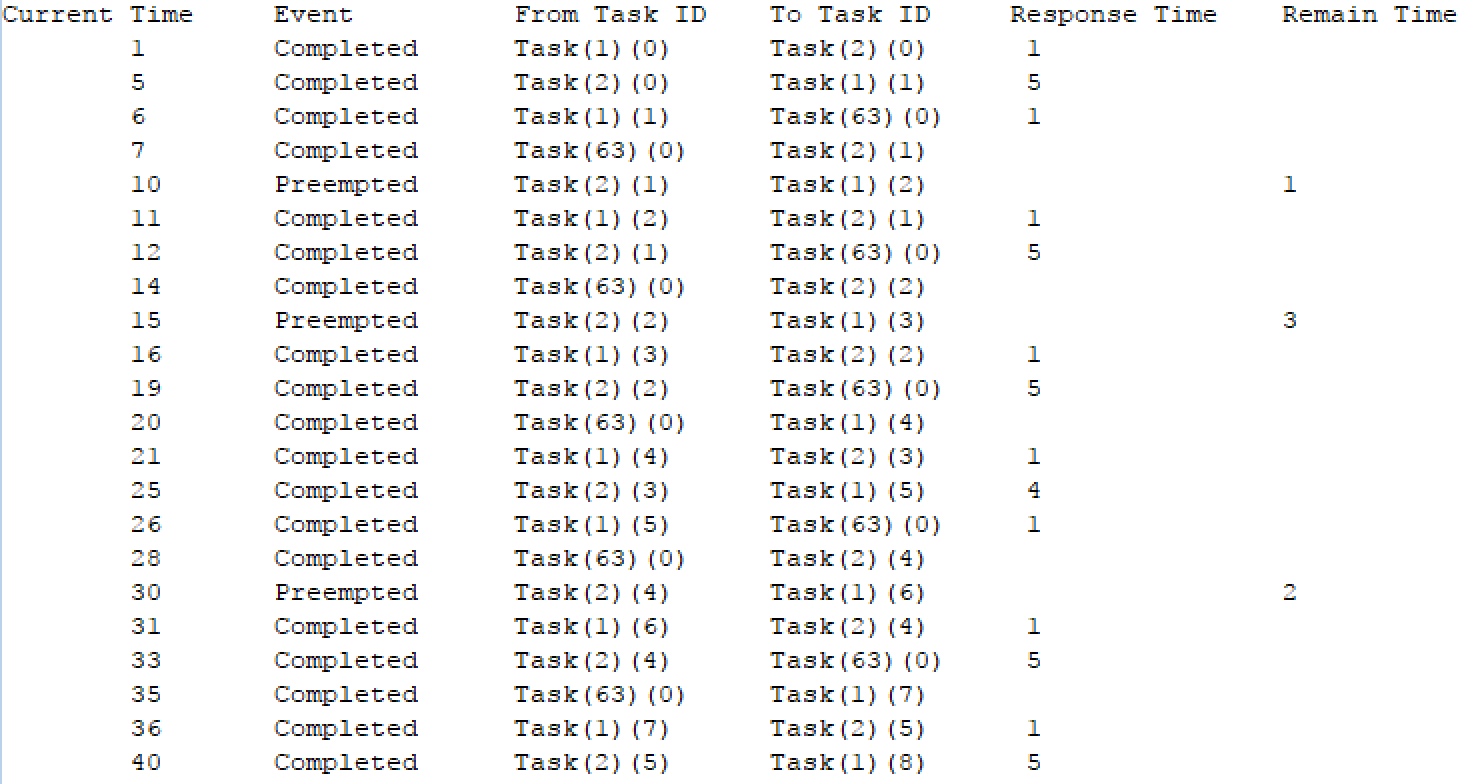 Current Time Event From Task ID To Task ID Response Time Remain Time
1 Completed Task(1)(0) Task(2)(0) 1
5 Completed Task(2)(0) Task(1)(1) 5
6 Completed Task(1)(1) Task(63)(0) 1
7 Completed Task(63)(0) Task(2)(1)
10 Preempted Task(2)(1) Task(1)(2) 1
11 Completed Task(1)(2) Task(2)(1) 1
12 Completed Task(2)(1) Task(63)(0) 5
14 Completed Task(63)(0) Task(2)(2)
15 Preempted Task(2)(2) Task(1)(3) 3
16 Completed Task(1)(3) Task(2)(2) 1
19 Completed Task(2)(2) Task(63)(0) 5
20 Completed Task(63)(0) Task(1)(4)
21 Completed Task(1)(4) Task(2)(3) 1
25 Completed Task(2)(3) Task(1)(5) 4
26 Completed Task(1)(5) Task(63)(0) 1
28 Completed Task(63)(0) Task(2)(4)
30 Preempted Task(2)(4) Task(1)(6) 2
31 Completed Task(1)(6) Task(2)(4) 1
33 Completed Task(2)(4) Task(63)(0) 5
35 Completed Task(63)(0) Task(1)(7)
36 Completed Task(1)(7) Task(2)(5) 1
40 Completed Task(2)(5) Task(1)(8) 5